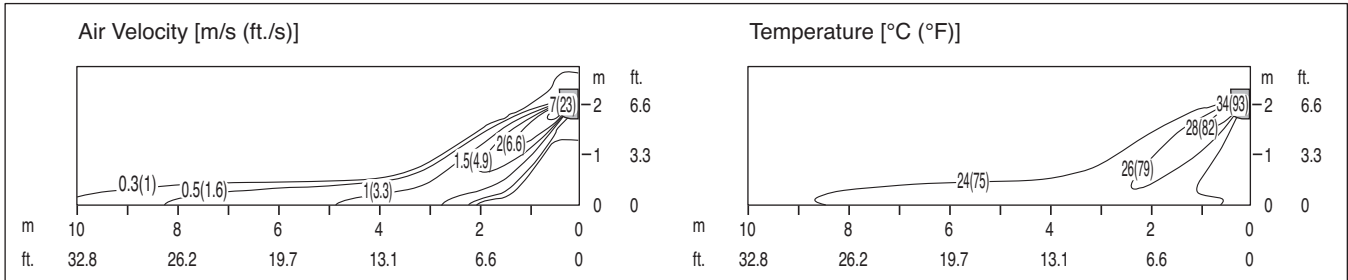 Air Velocity [m/s (ft./s)]
Temperature [°C (°F)]
m ft.
7(23)
2 6.6
2(6.6)
1.5(4.9)
1 3.3
0.3(1)
0.5(1.6)
1(3.3)
0 0
m 10 8 6 4 2 0
ft. 32.8 26.2 19.7 13.1 6.6 0
m ft.
34(93)
2 6.6
28(82)
1 3.3
26(79)
24(75)
0 0
m 10 8 6 4 2 0
ft. 32.8 26.2 19.7 13.1 6.6 0